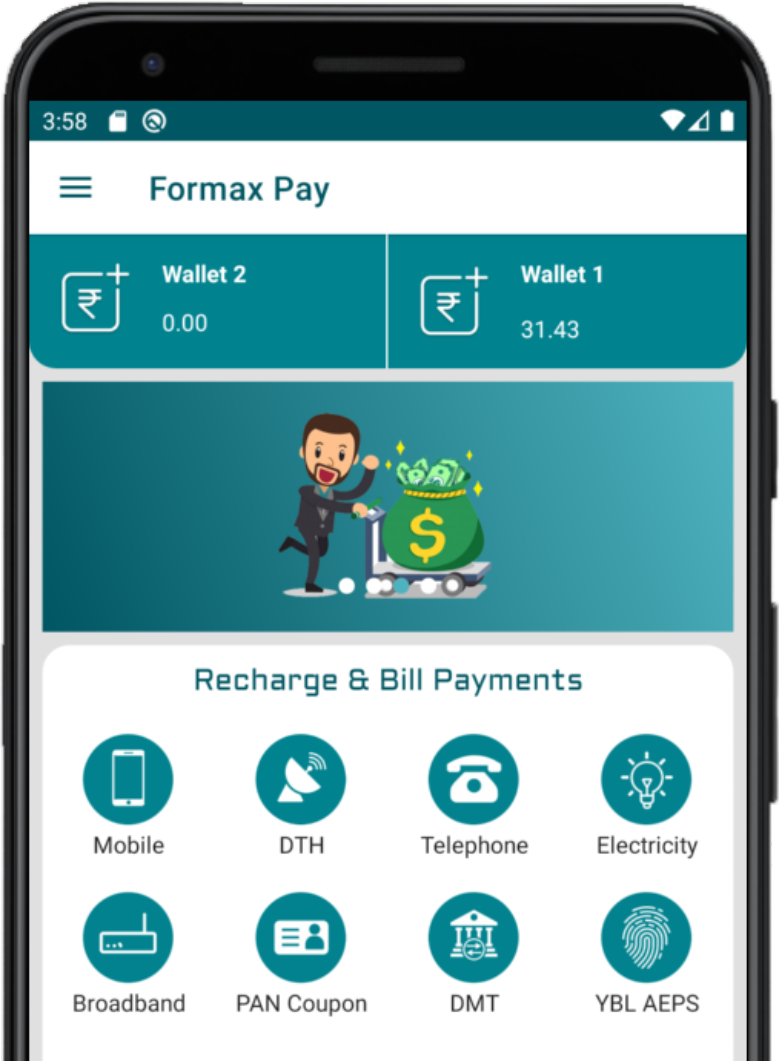 3:58
Formax Pay
Wallet 2
0.00
Wallet 1
31.43
$
Recharge & Bill Payments
Mobile
DTH
Telephone
Electricity
Broadband
PAN Coupon
DMT
YBL AEPS